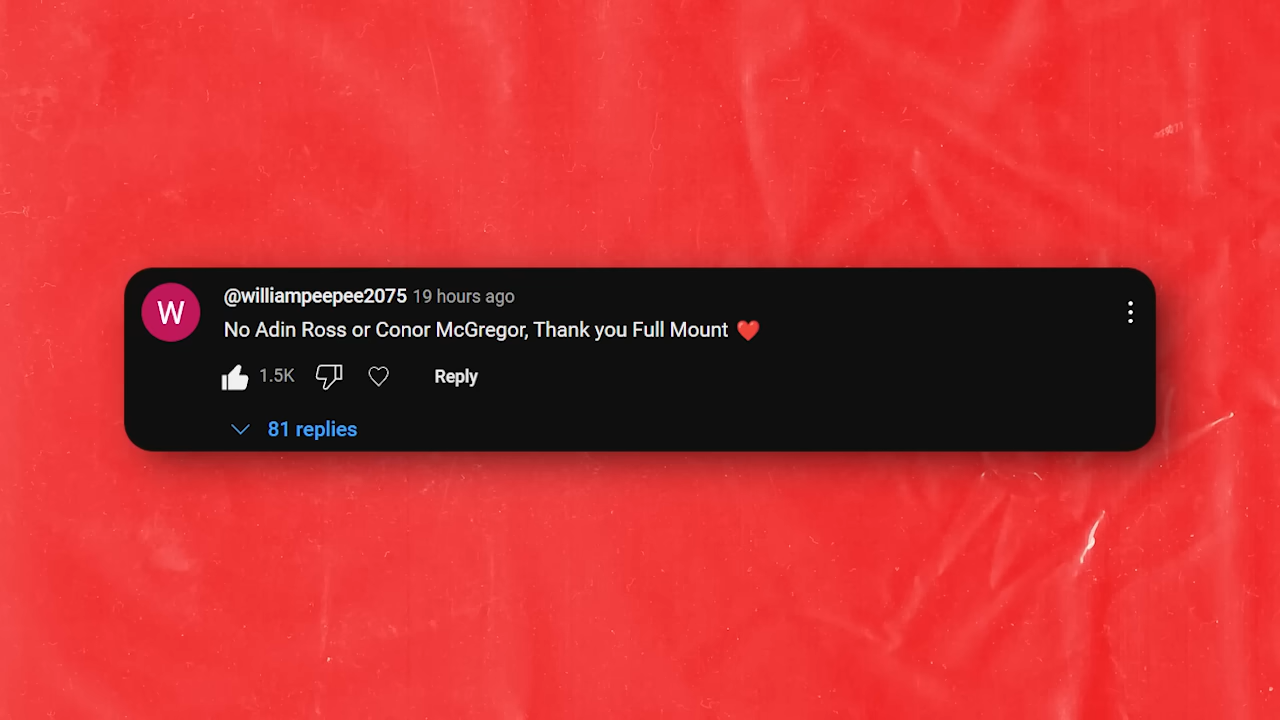 W
@williampeepee2075 19 hours ago
No Adin Ross or Conor McGregor, Thank you Full Mount ❤️
1.5K Reply
81 replies